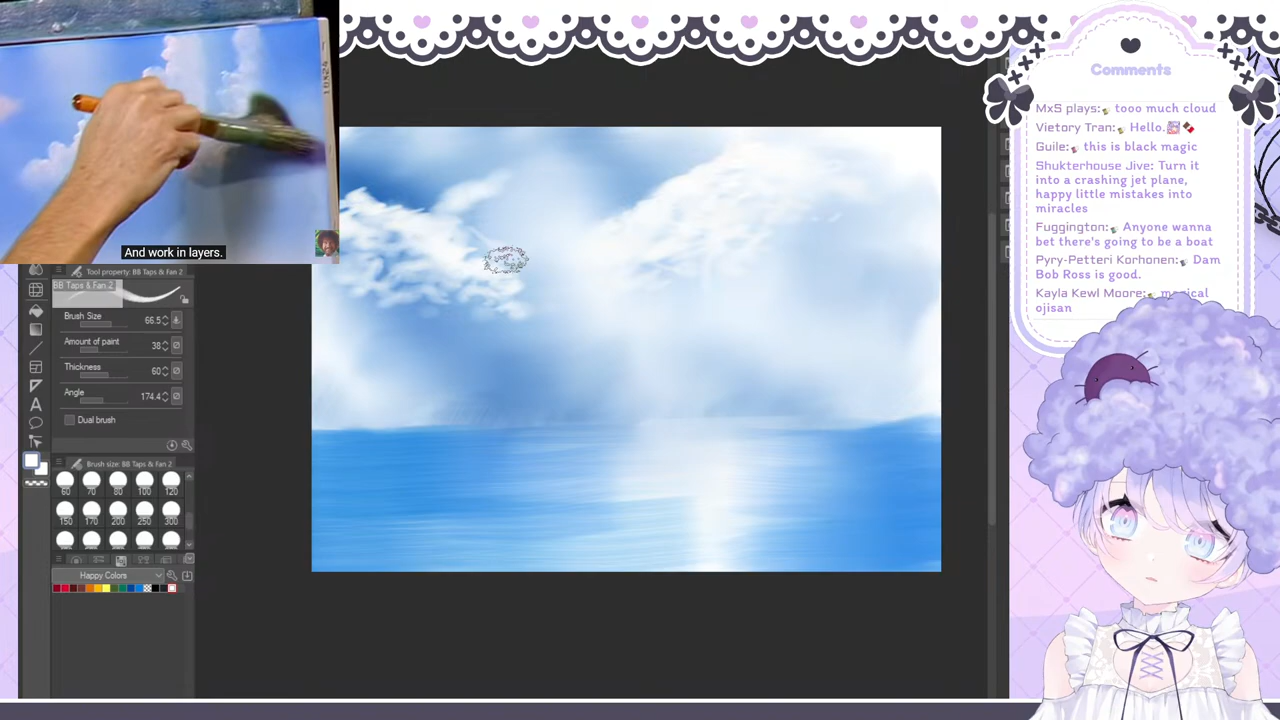 And work in layers.
Tool property: BB Taps & Fan 2
BB Taps & Fan 2
Brush Size
66.5
Amount of paint
38
Thickness
60
Angle
174.4
Dual brush
Brush size: BB Taps & Fan 2
60 70 80 100 120
150 170 200 250 300
Happy Colors
Comments
MxS plays: tooo much cloud
Vietory Tran: Hello.
Guile: this is black magic
Shukterhouse Jive: Turn it
into a crashing jet plane,
happy little mistakes into
miracles
Fuggington: Anyone wanna
bet there's going to be a boat
Pyry-Petteri Korhonen: Dam
Bob Ross is good.
Kayla Kewl Moore: magical
ojisan